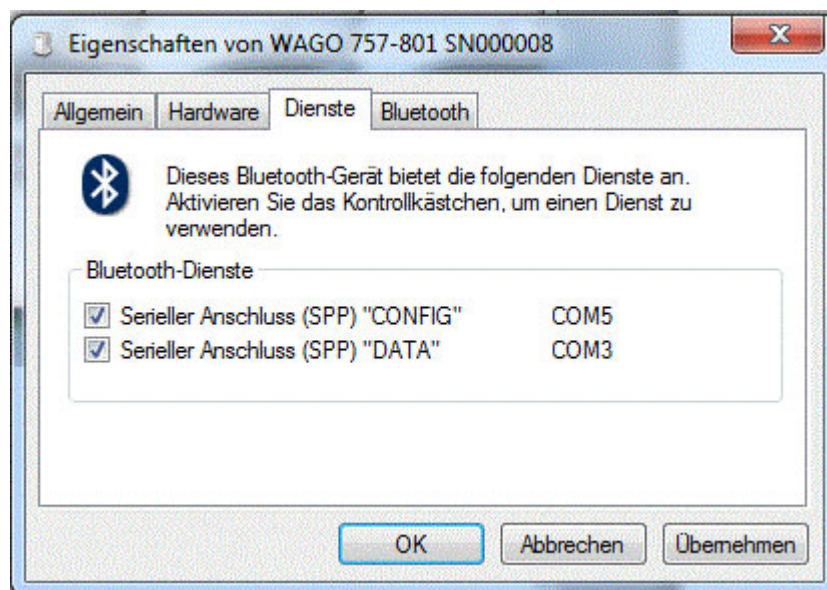 Eigenschaften von WAGO 757-801 SN000008
Allgemein Hardware Dienste Bluetooth
Dieses Bluetooth-Gerät bietet die folgenden Dienste an.
Aktivieren Sie das Kontrollkästchen, um einen Dienst zu
verwenden.
Bluetooth-Dienste
Serieller Anschluss (SPP) "CONFIG" COM5
Serieller Anschluss (SPP) "DATA" COM3
OK Abbrechen Übernehmen